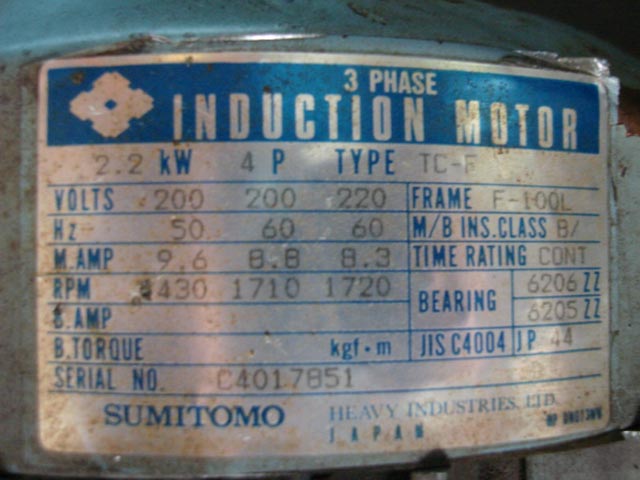 3 PHASE
INDUCTION MOTOR
2.2 kW 4 P TYPE TC-F
VOLTS 200 200 220 FRAME F-100L
Hz 50 60 60 M/B INS.CLASS B/
M.AMP 9.6 8.8 8.3 TIME RATING CONT
RPM 1430 1710 1720 BEARING 6206 ZZ
B.AMP 6205 ZZ
B.TORQUE kgf·m JIS C4004 JP 44
SERIAL NO. C4017851
SUMITOMO HEAVY INDUSTRIES, LTD.
JAPAN